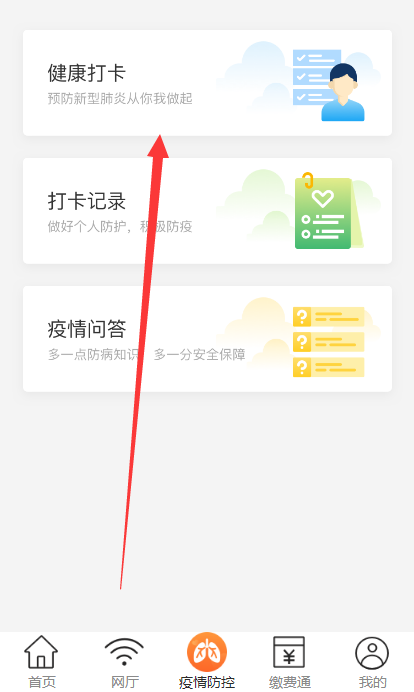 健康打卡
预防新型肺炎从你我做起
打卡记录
做好个人防护，积极防疫
疫情问答
多一点防病知识，多一分安全保障
首页
网厅
疫情防控
缴费通
我的